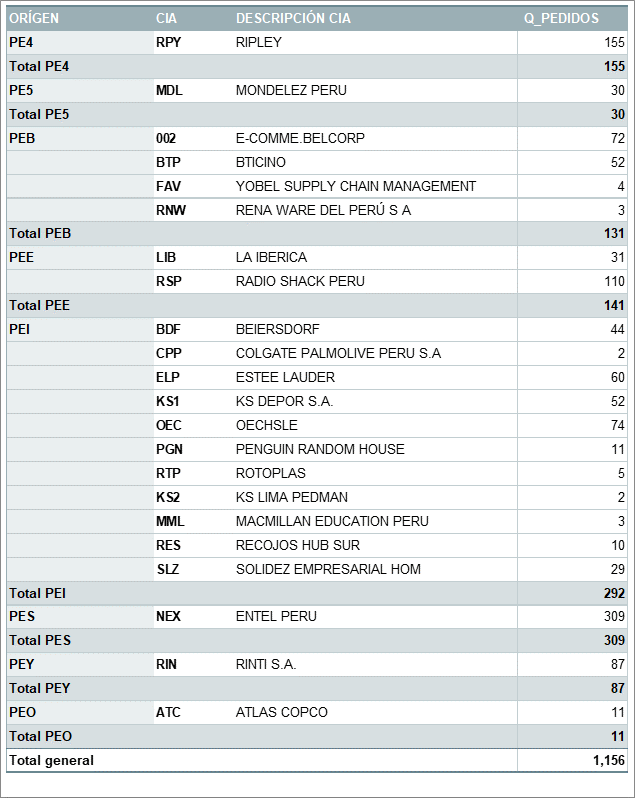 ORÍGEN CIA DESCRIPCIÓN CIA Q_PEDIDOS
PE4 RPY RIPLEY 155
Total PE4 155
PE5 MDL MONDELEZ PERU 30
Total PE5 30
PEB 002 E-COMME.BELCORP 72
BTP BTICINO 52
FAV YOBEL SUPPLY CHAIN MANAGEMENT 4
RNW RENA WARE DEL PERÚ S A 3
Total PEB 131
PEE LIB LA IBERICA 31
RSP RADIO SHACK PERU 110
Total PEE 141
PEI BDF BEIERSDORF 44
CPP COLGATE PALMOLIVE PERU S.A 2
ELP ESTEE LAUDER 60
KS1 KS DEPOR S.A. 52
OEC OECHSLE 74
PGN PENGUIN RANDOM HOUSE 11
RTP ROTOPLAS 5
KS2 KS LIMA PEDMAN 2
MML MACMILLAN EDUCATION PERU 3
RES RECOJOS HUB SUR 10
SLZ SOLIDEZ EMPRESARIAL HOM 29
Total PEI 292
PES NEX ENTEL PERU 309
Total PES 309
PEY RIN RINTI S.A. 87
Total PEY 87
PEO ATC ATLAS COPCO 11
Total PEO 11
Total general 1,156